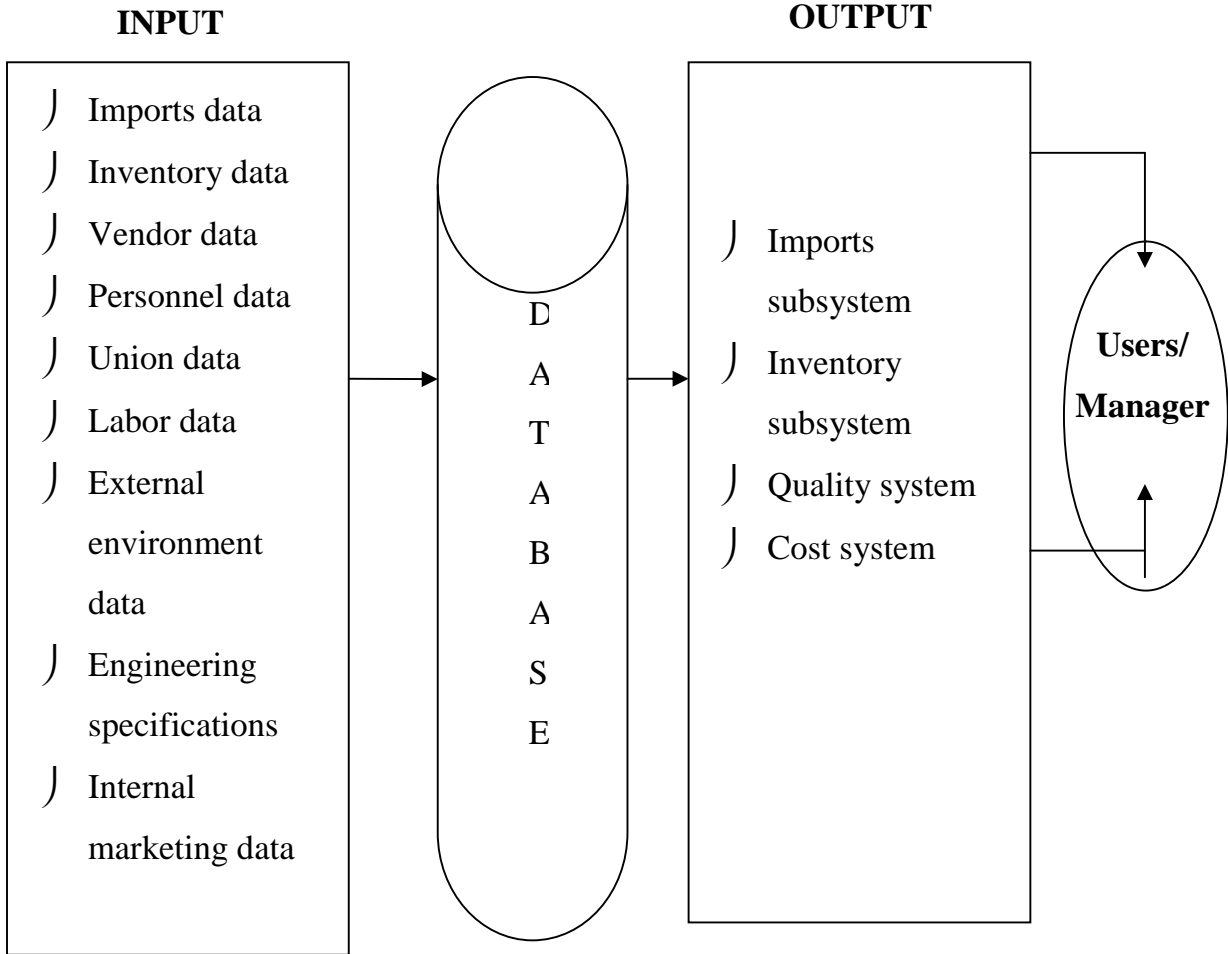 INPUT
Imports data
Inventory data
Vendor data
Personnel data
Union data
Labor data
External
environment
data
Engineering
specifications
Internal
marketing data
D
A
T
A
B
A
S
E
OUTPUT
Imports
subsystem
Inventory
subsystem
Quality system
Cost system
Users/
Manager